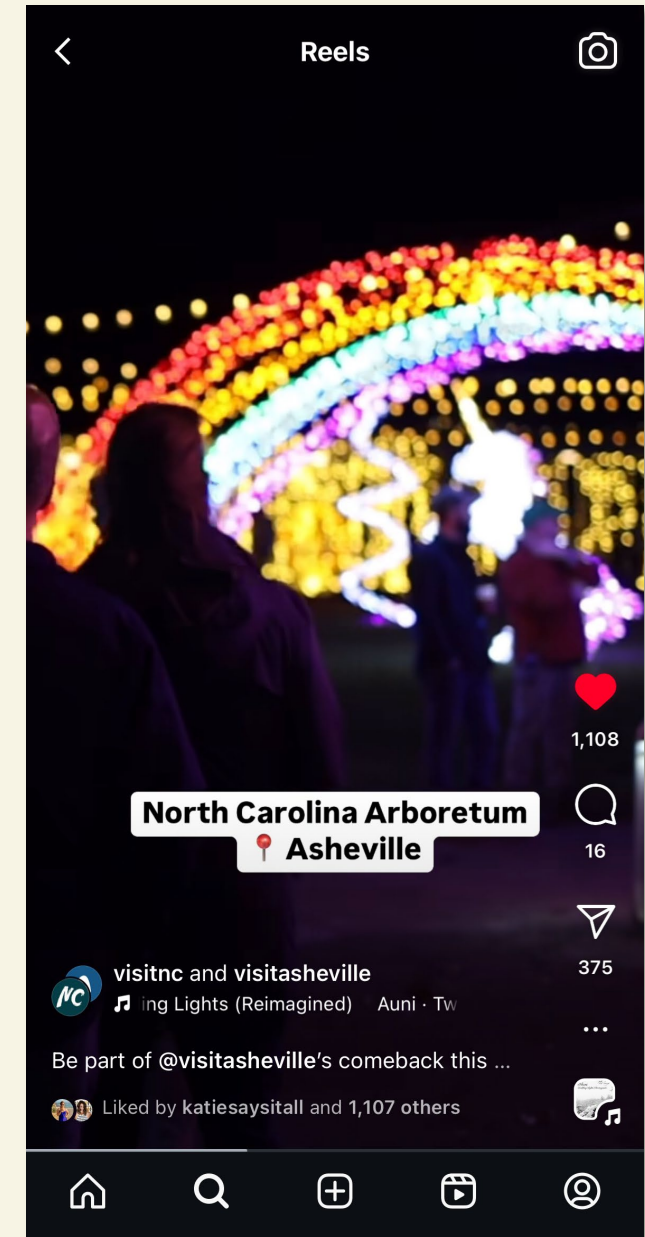 Reels
1,108
North Carolina Arboretum
📍 Asheville
16
375
NC
visitnc and visitasheville
ing Lights (Reimagined) Auni · Tw
Be part of @visitasheville's comeback this ...
Liked by katiesaysitall and 1,107 others